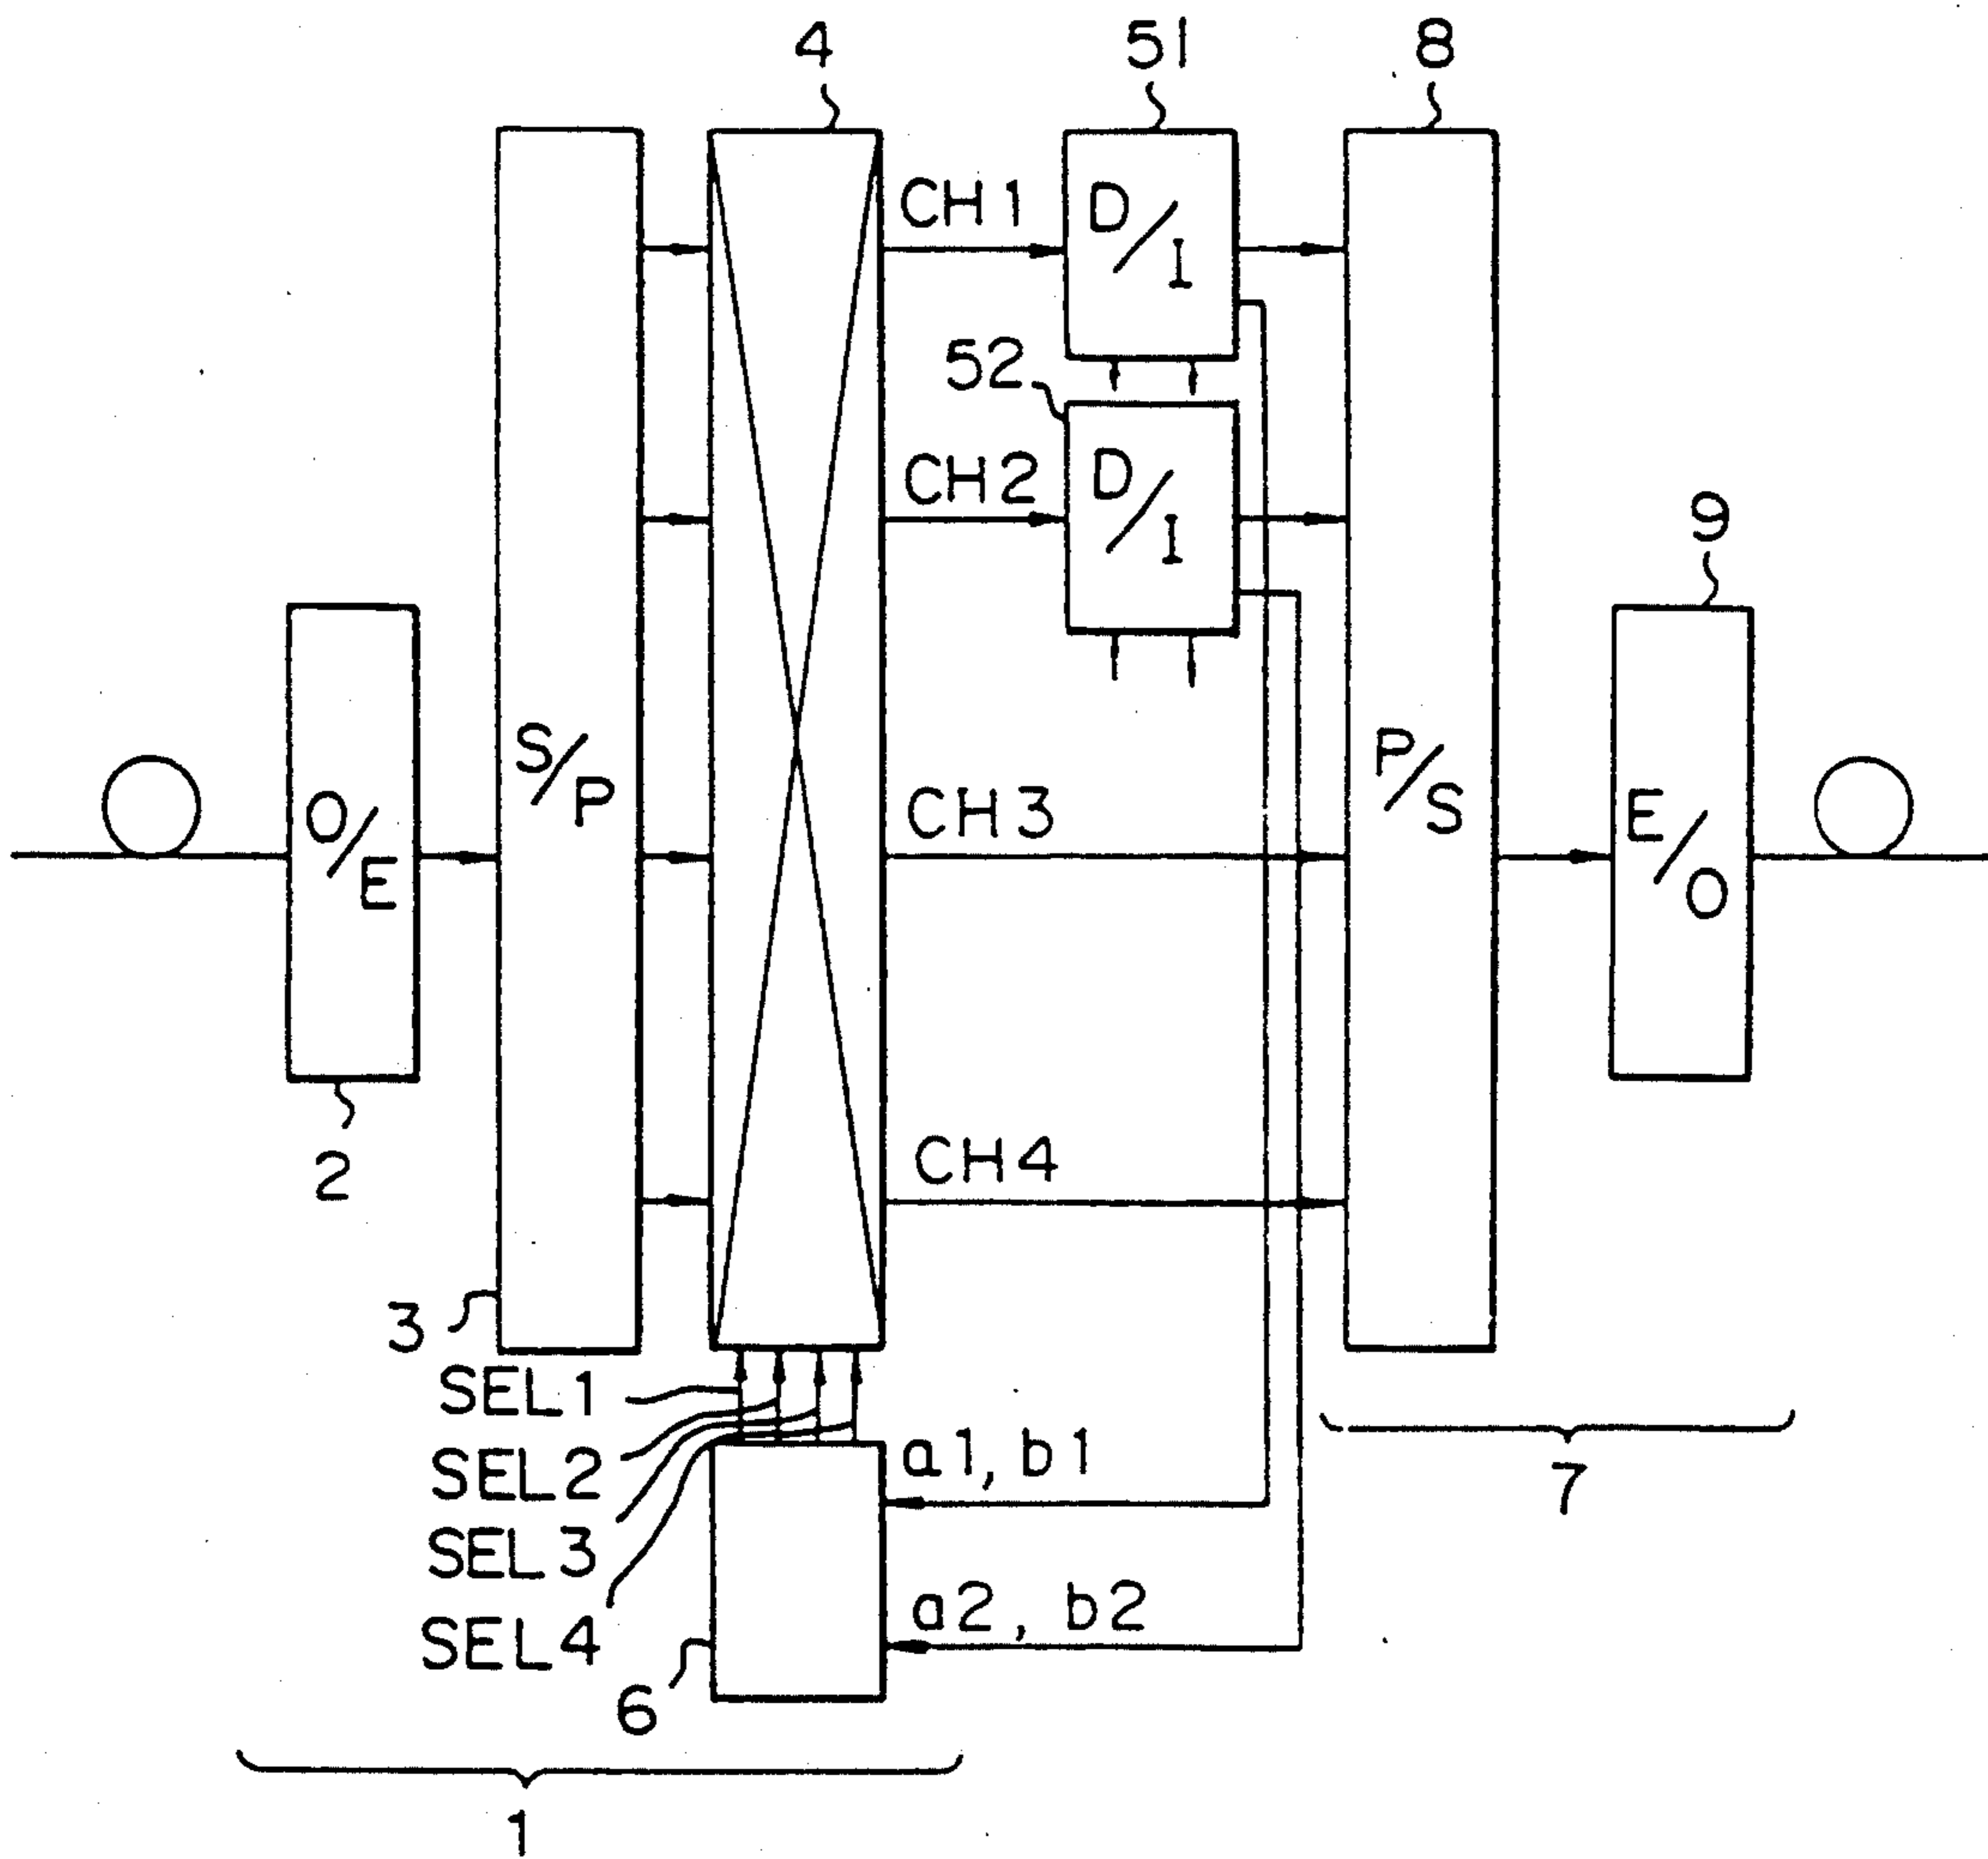 4
51
8
CH1
D/I
52
CH2
D/I
9
S/P
P/S
O/E
CH3
E/O
2
CH4
3
SEL1
a1, b1
SEL2
7
SEL3
a2, b2
SEL4
6
1